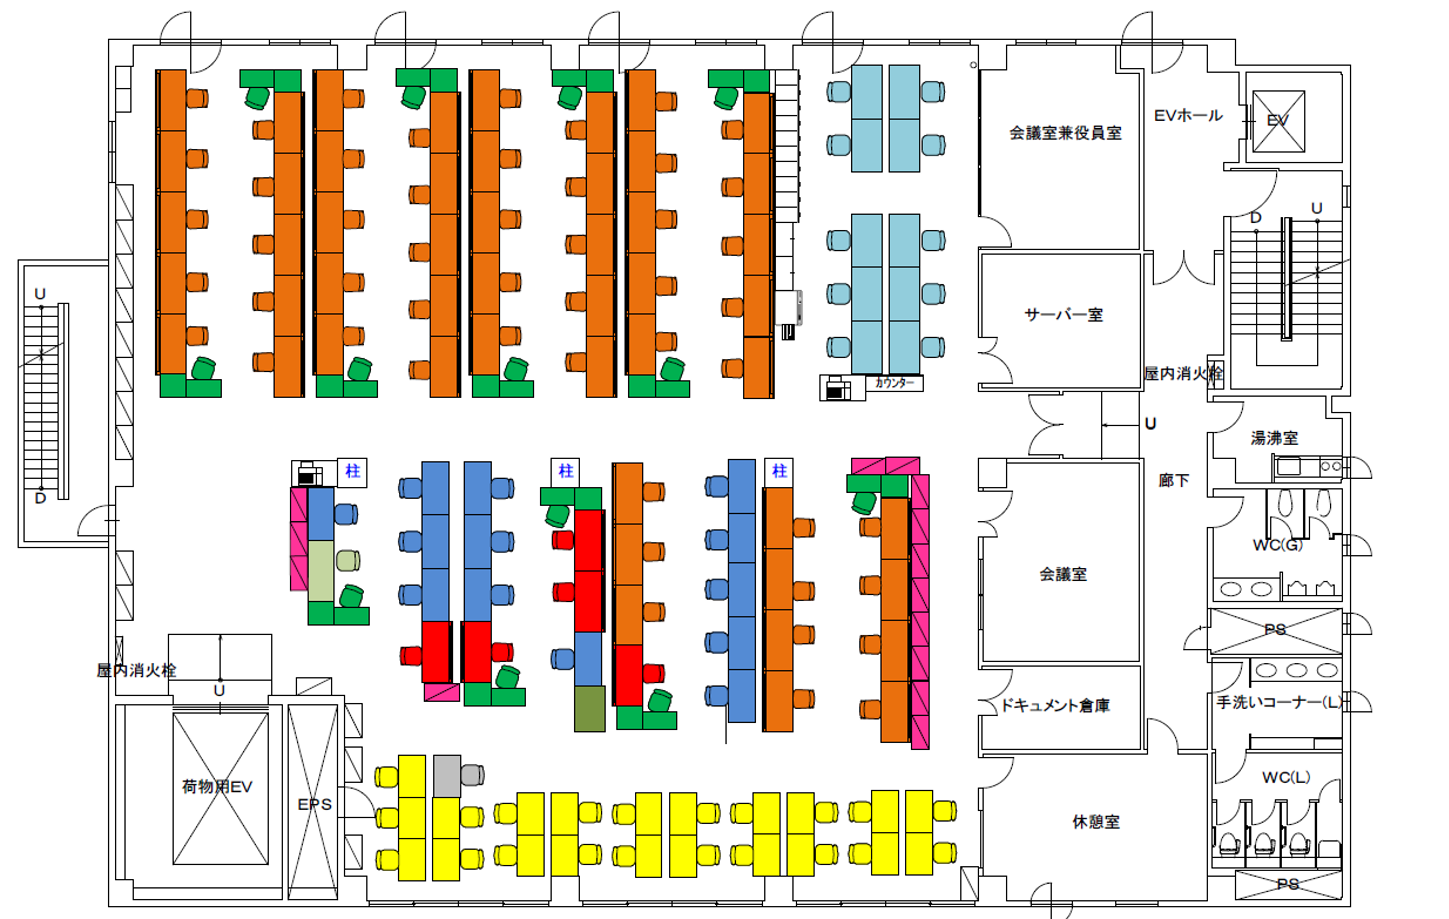 会議室兼役員室
EVホール
EV
D
U
U
サーバー室
屋内消火栓
カウンター
U
湯沸室
柱
柱
柱
廊下
D
WC(G)
会議室
PS
屋内消火栓
U
ドキュメント倉庫
手洗いコーナー(L)
WC(L)
荷物用EV
EPS
休憩室
PS